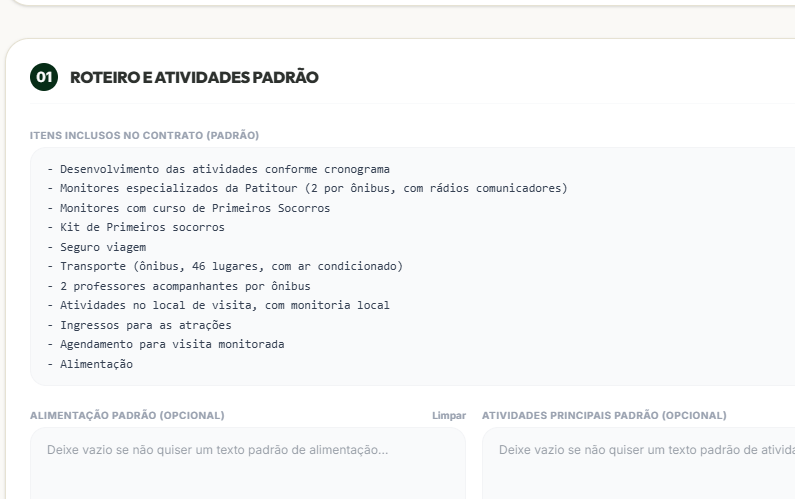 01 ROTEIRO E ATIVIDADES PADRÃO
ITENS INCLUSOS NO CONTRATO (PADRÃO)
- Desenvolvimento das atividades conforme cronograma
- Monitores especializados da Patitour (2 por ônibus, com rádios comunicadores)
- Monitores com curso de Primeiros Socorros
- Kit de Primeiros socorros
- Seguro viagem
- Transporte (ônibus, 46 lugares, com ar condicionado)
- 2 professores acompanhantes por ônibus
- Atividades no local de visita, com monitoria local
- Ingressos para as atrações
- Agendamento para visita monitorada
- Alimentação
ALIMENTAÇÃO PADRÃO (OPCIONAL) Limpar ATIVIDADES PRINCIPAIS PADRÃO (OPCIONAL)
Deixe vazio se não quiser um texto padrão de alimentação... Deixe vazio se não quiser um texto padrão de